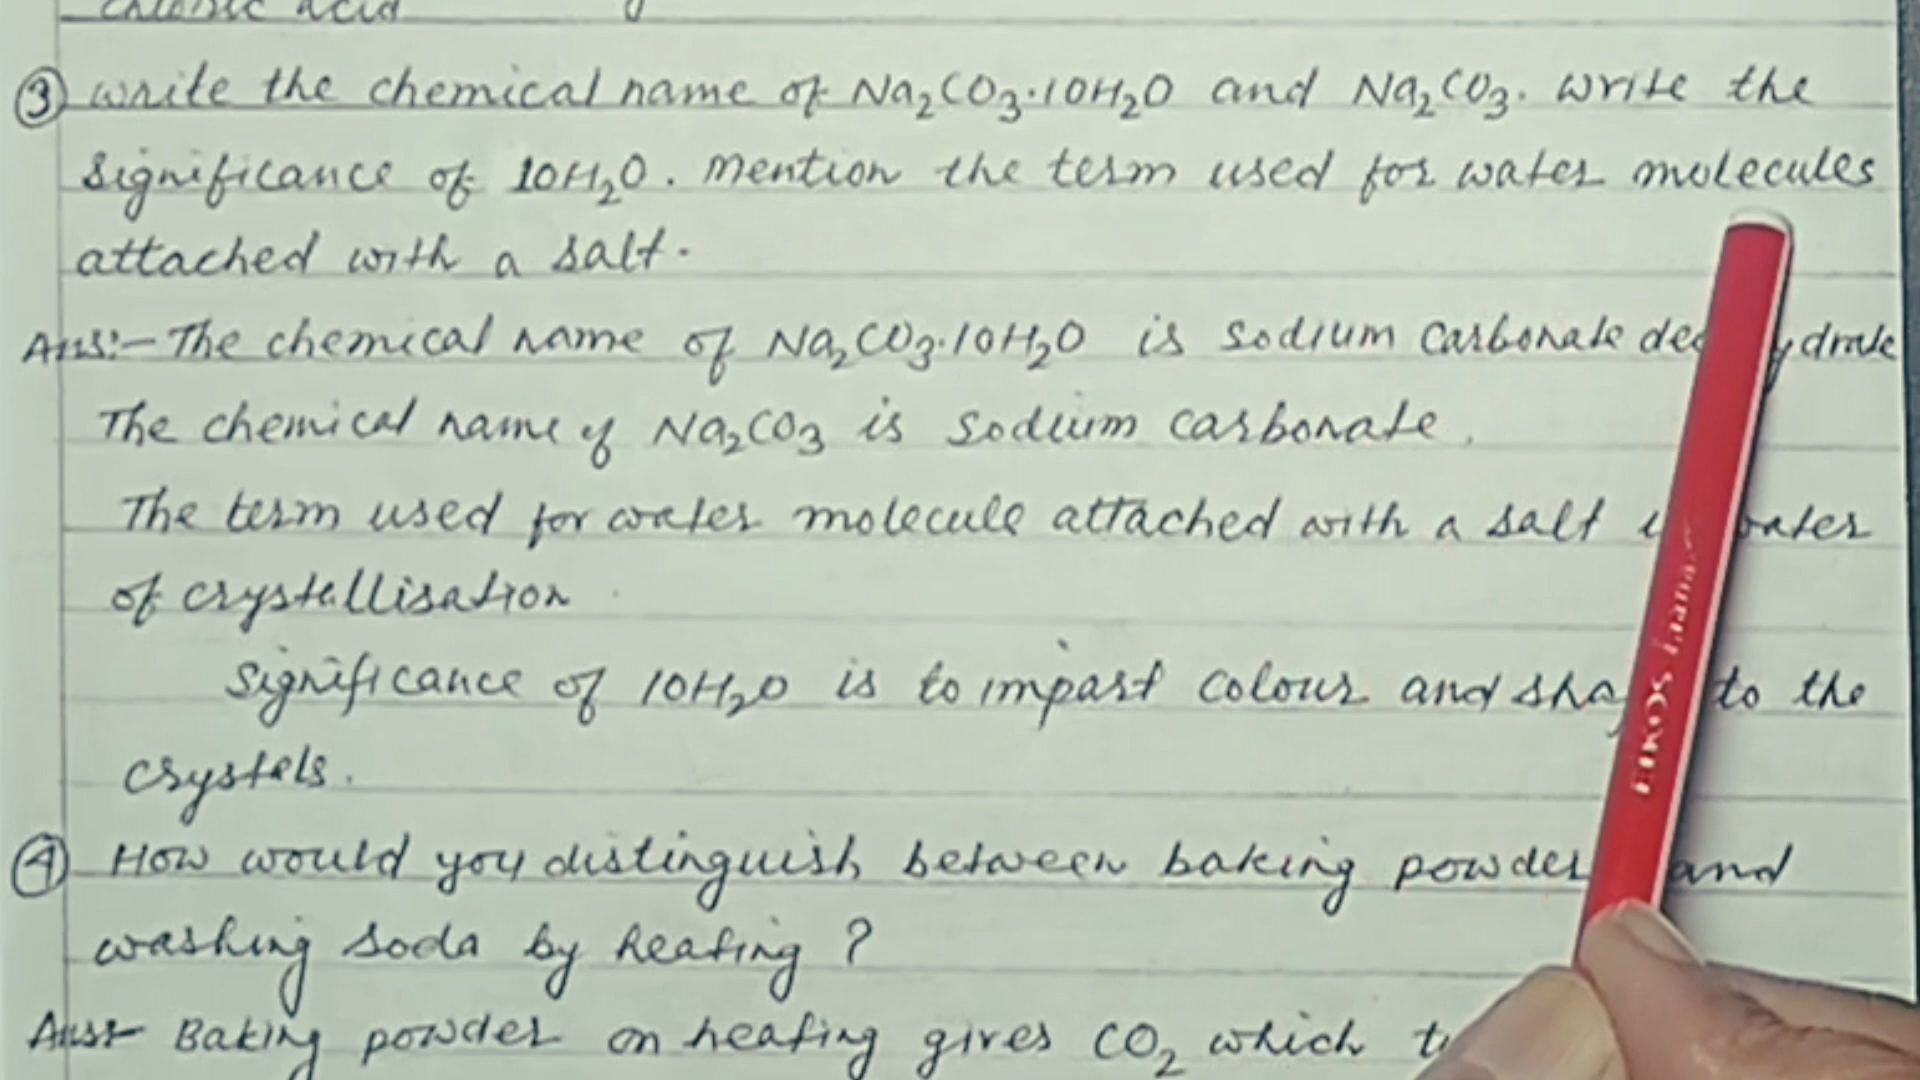 ③ write the chemical name of Na₂CO₃·10H₂O and Na₂CO₃. write the
significance of 10H₂O. mention the term used for water molecules
attached with a salt.
Ans:- The chemical name of Na₂CO₃·10H₂O is sodium carbonate
The chemical name of Na₂CO₃ is sodium carbonate.
The term used for water molecule attached with a salt
of crystallisation
significance of 10H₂O is to impart colour and to the
crystels.
④ How would you distinguish between baking powder and
washing soda by heating?
Ans:- Baking powder on heating gives CO₂ which